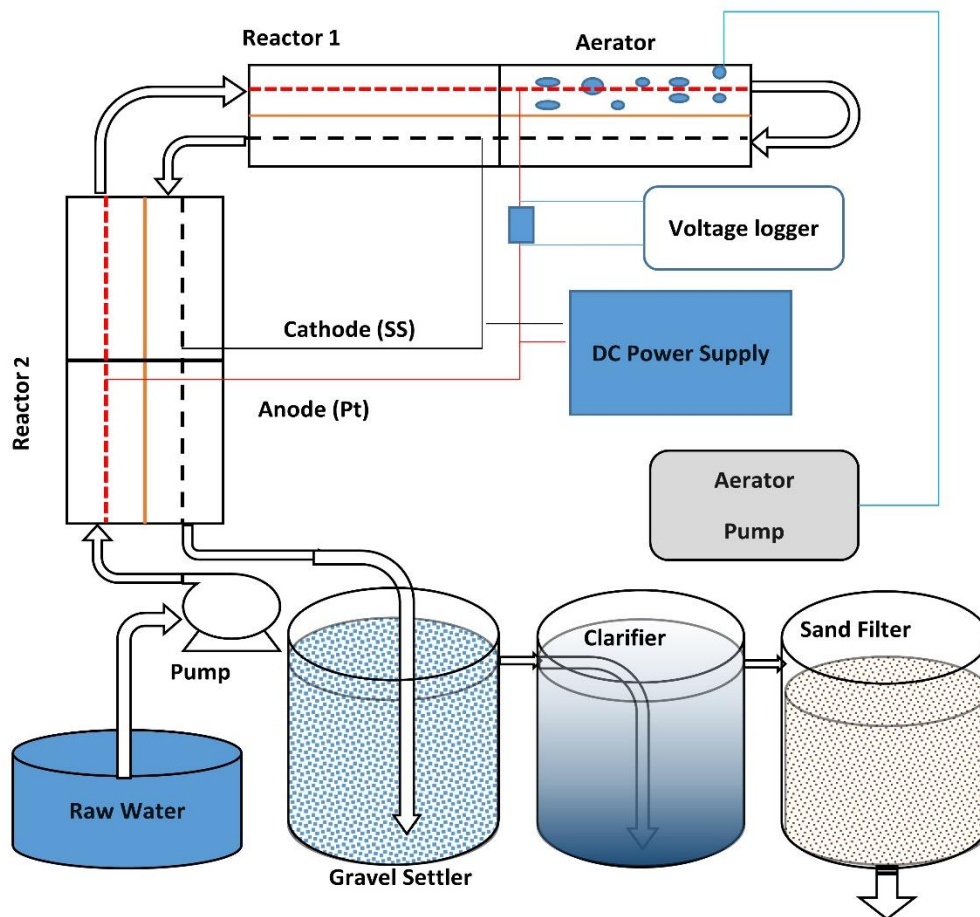 Reactor 1
Aerator
Voltage logger
Cathode (SS)
DC Power Supply
Reactor 2
Anode (Pt)
Aerator
Pump
Clarifier
Sand Filter
Pump
Raw Water
Gravel Settler